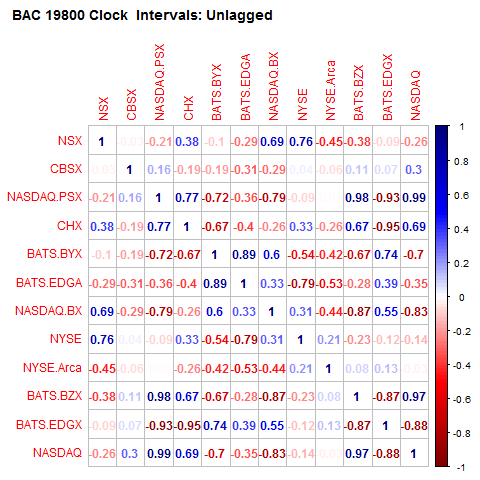 BAC 19800 Clock Intervals: Unlagged
NSX CBSX NASDAQ.PSX CHX BATS.BYX BATS.EDGA NASDAQ.BX NYSE NYSE.Arca BATS.BZX BATS.EDGX NASDAQ
NSX 1 -0.21 0.38 -0.1 -0.29 0.69 0.76 -0.45 -0.38 -0.09 -0.26
CBSX 1 0.16 -0.19 -0.19 -0.31 -0.29 0.04 -0.06 0.11 0.07 0.3
NASDAQ.PSX -0.21 0.16 1 0.77 -0.72 -0.36 -0.79 -0.09 0.98 -0.93 0.99
CHX 0.38 -0.19 0.77 1 -0.67 -0.4 -0.26 0.33 -0.26 0.67 -0.95 0.69
BATS.BYX -0.1 -0.19 -0.72 -0.67 1 0.89 0.6 -0.54 -0.42 -0.67 0.74 -0.7
BATS.EDGA -0.29 -0.31 -0.36 -0.4 0.89 1 0.33 -0.79 -0.53 -0.28 0.39 -0.35
NASDAQ.BX 0.69 -0.29 -0.79 -0.26 0.6 0.33 1 0.31 -0.44 -0.87 0.55 -0.83
NYSE 0.76 0.04 -0.09 0.33 -0.54 -0.79 0.31 1 0.21 -0.23 -0.12 -0.14
NYSE.Arca -0.45 -0.06 -0.26 -0.42 -0.53 -0.44 0.21 1 0.08 0.13
BATS.BZX -0.38 0.11 0.98 0.67 -0.67 -0.28 -0.87 -0.23 0.08 1 -0.87 0.97
BATS.EDGX -0.09 0.07 -0.93 -0.95 0.74 0.39 0.55 -0.12 0.13 -0.87 1 -0.88
NASDAQ -0.26 0.3 0.99 0.69 -0.7 -0.35 -0.83 -0.14 0.97 -0.88 1
1
0.8
0.6
0.4
0.2
0
-0.2
-0.4
-0.6
-0.8
-1